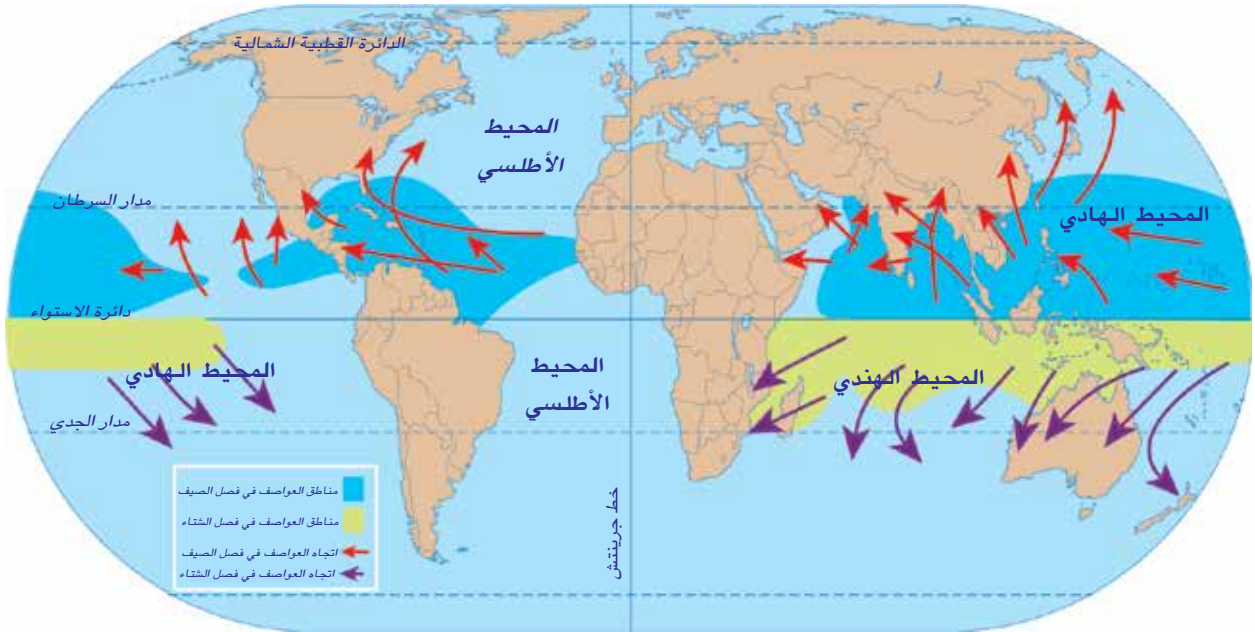 الدائرة القطبية الشمالية
المحيط
الأطلسي
مدار السرطان
المحيط الهادي
دائرة الاستواء
المحيط الهادي
المحيط
الأطلسي
المحيط الهندي
مدار الجدي
خط جرينتش
مناطق العواصف في فصل الصيف
مناطق العواصف في فصل الشتاء
اتجاه العواصف في فصل الصيف
اتجاه العواصف في فصل الشتاء